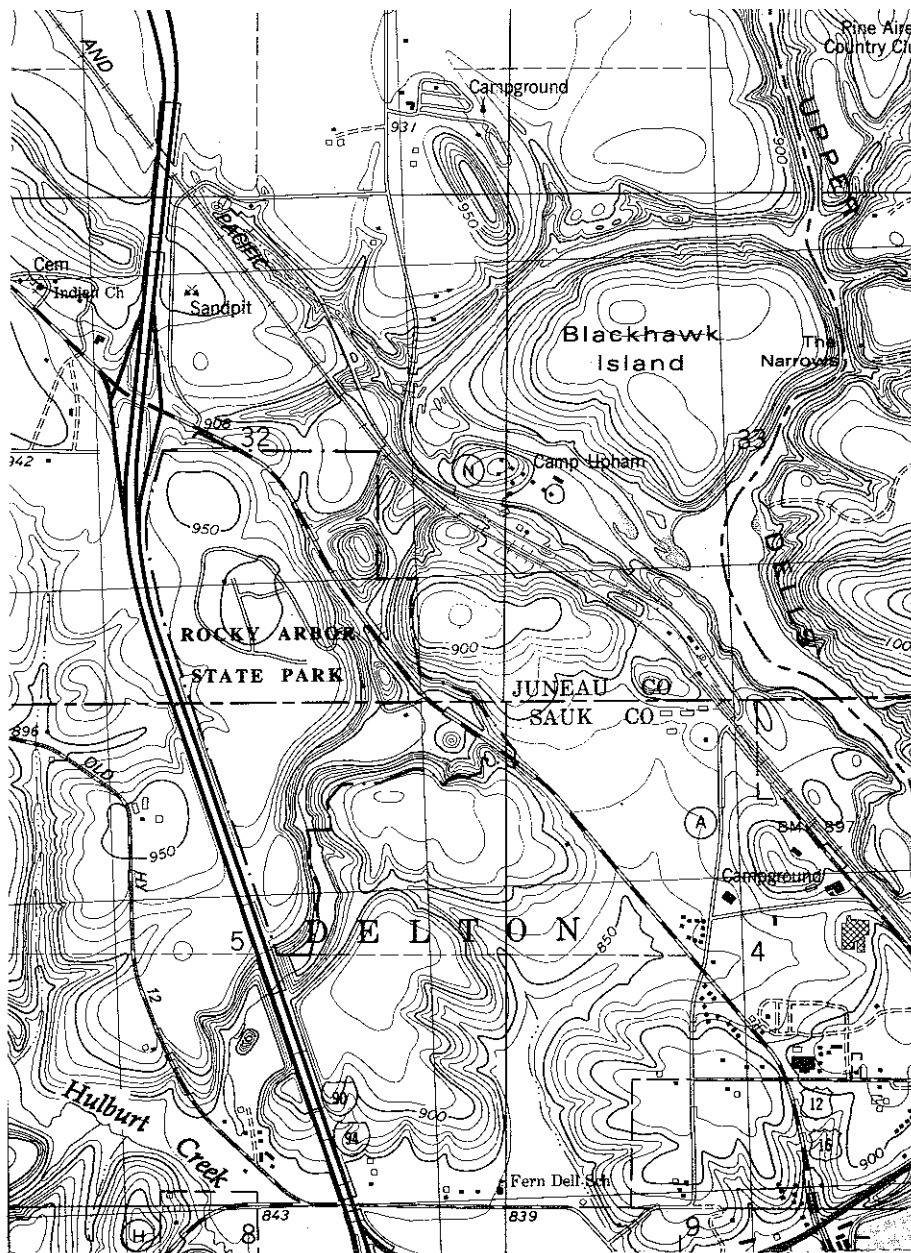 Pine Aire
Country Clu
AND
Campground
931
UPPER
900
950
PACIFIC
Cem
Indian Ch
Sandpit
Blackhawk
Island
The
Narrows
908
32
33
942
N
Camp Upham
950
DELLS
ROCKY ARBOR
STATE PARK
900
JUNEAU CO
SAUK CO
896
OLD
A
BM 897
950
HY
Campground
DELTON
850
5
4
12
Hulburt
Creek
90
94
900
12
16
900
Fern Dell Sch
843
839
H
8
9